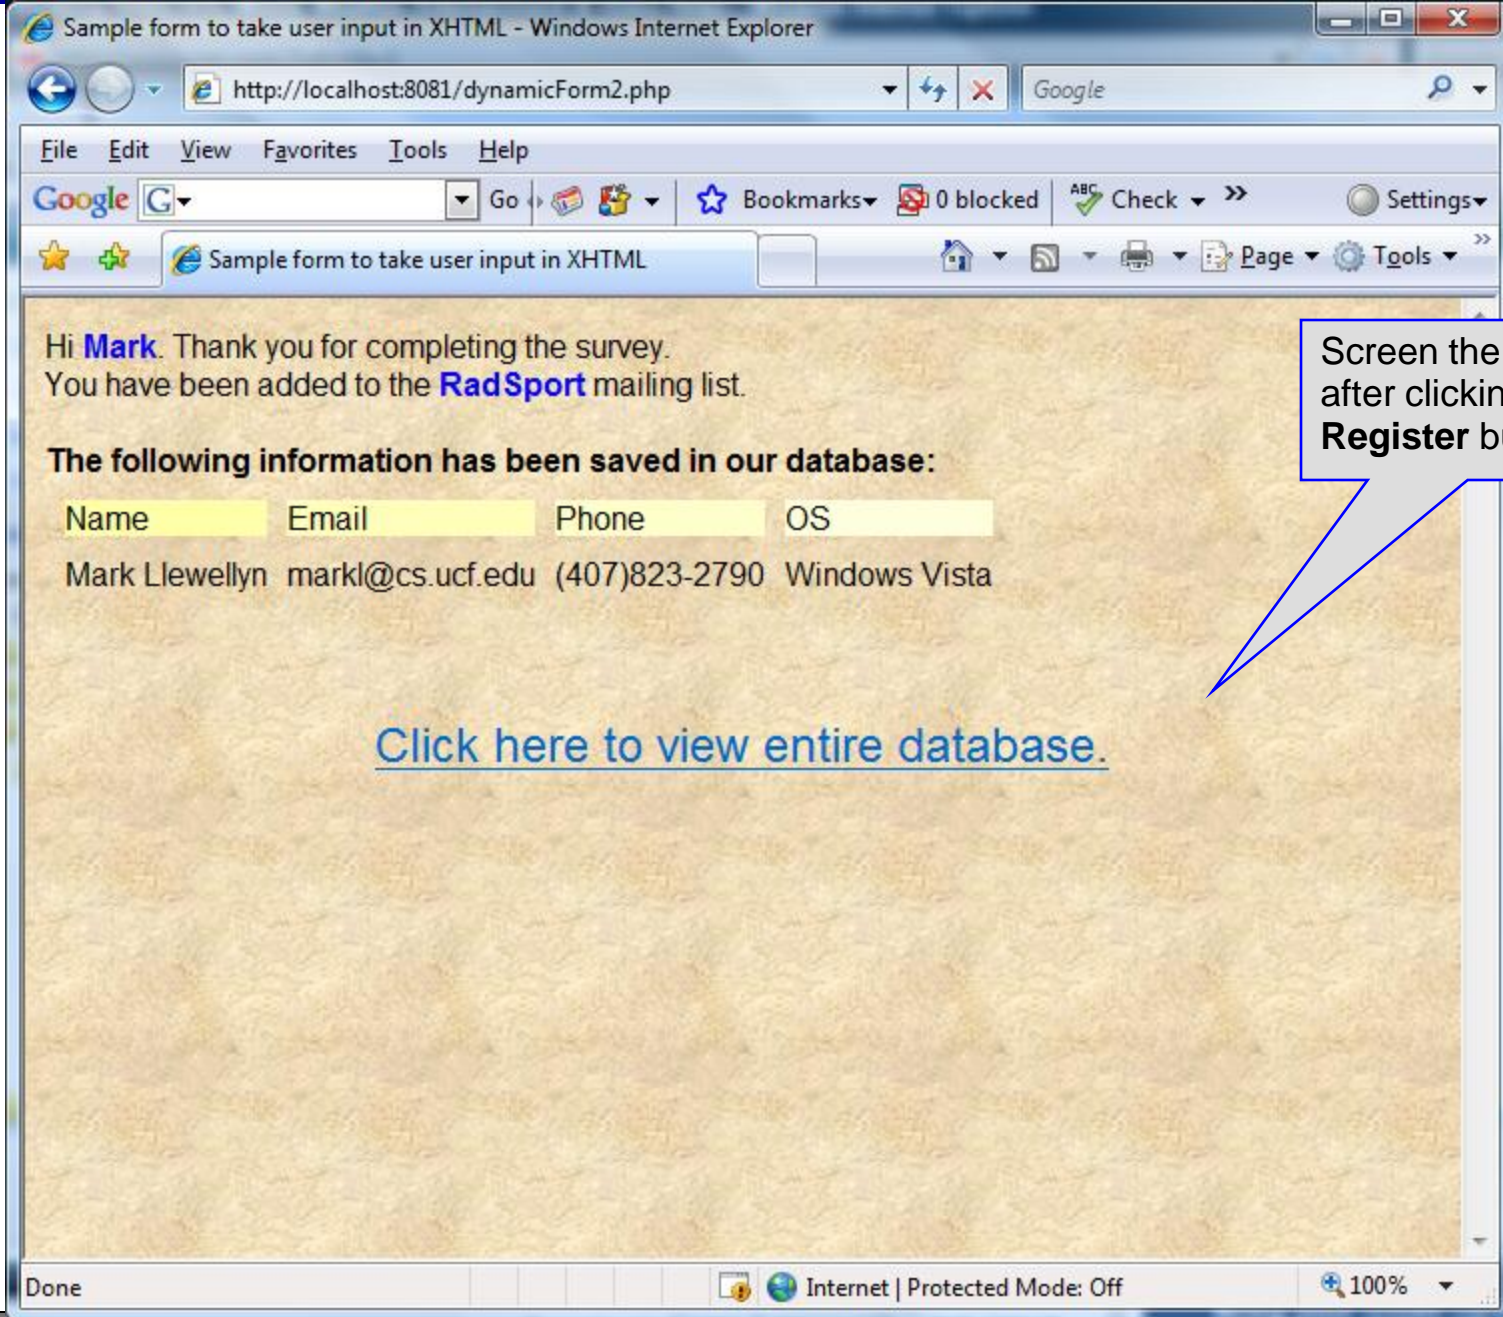 Sample form to take user input in XHTML - Windows Internet Explorer
http://localhost:8081/dynamicForm2.php
Google
File Edit View Favorites Tools Help
Google G Go Bookmarks 0 blocked ABC Check » Settings
Sample form to take user input in XHTML Page Tools »
Hi Mark. Thank you for completing the survey.
You have been added to the RadSport mailing list.
Screen the
after clickin
Register b
The following information has been saved in our database:
Name Email Phone OS
Mark Llewellyn markl@cs.ucf.edu (407)823-2790 Windows Vista
Click here to view entire database.
Done Internet | Protected Mode: Off 100%